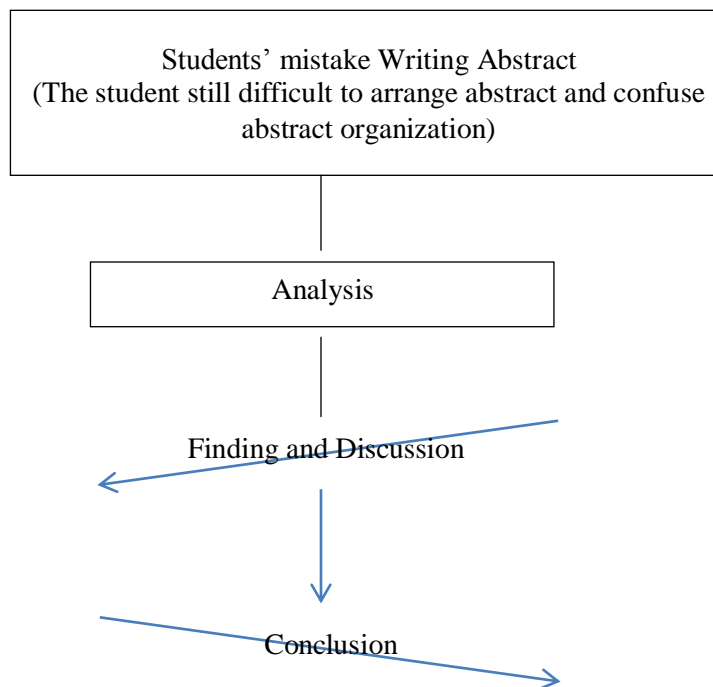 Students’ mistake Writing Abstract
(The student still difficult to arrange abstract and confuse
abstract organization)
Analysis
Finding and Discussion
Conclusion